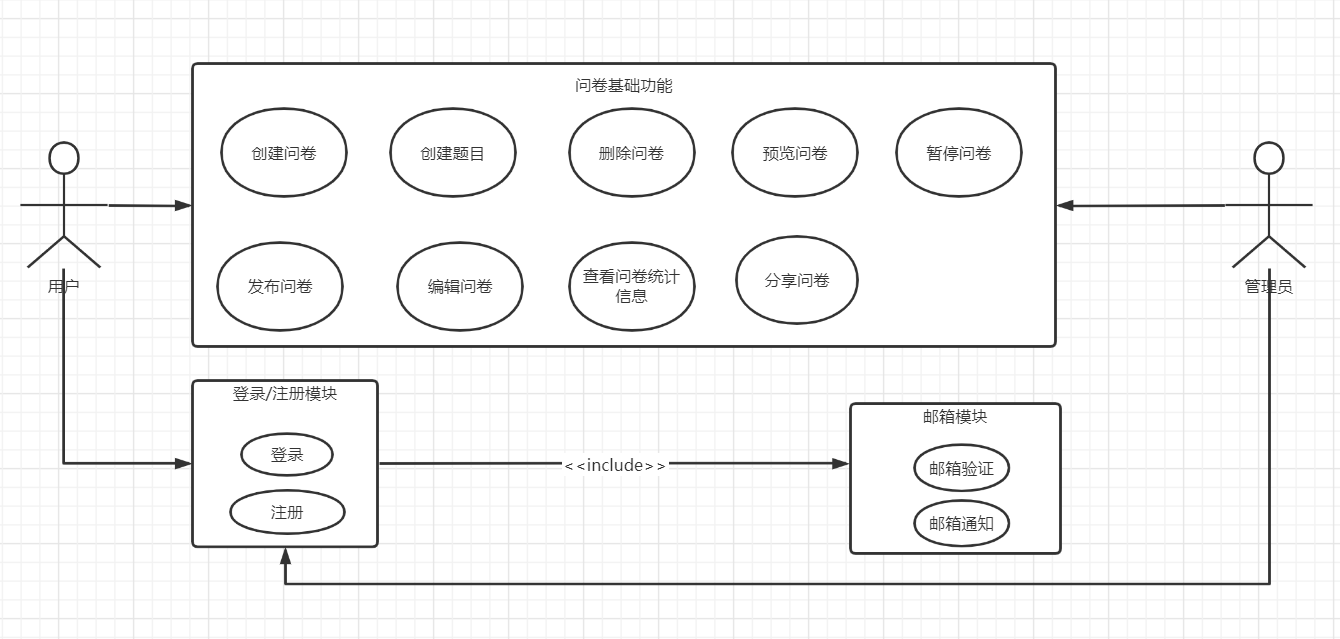 问卷基础功能
创建问卷
创建题目
删除问卷
预览问卷
暂停问卷
发布问卷
编辑问卷
查看问卷统计
信息
分享问卷
用户
管理员
登录/注册模块
登录
注册
<<include>>
邮箱模块
邮箱验证
邮箱通知